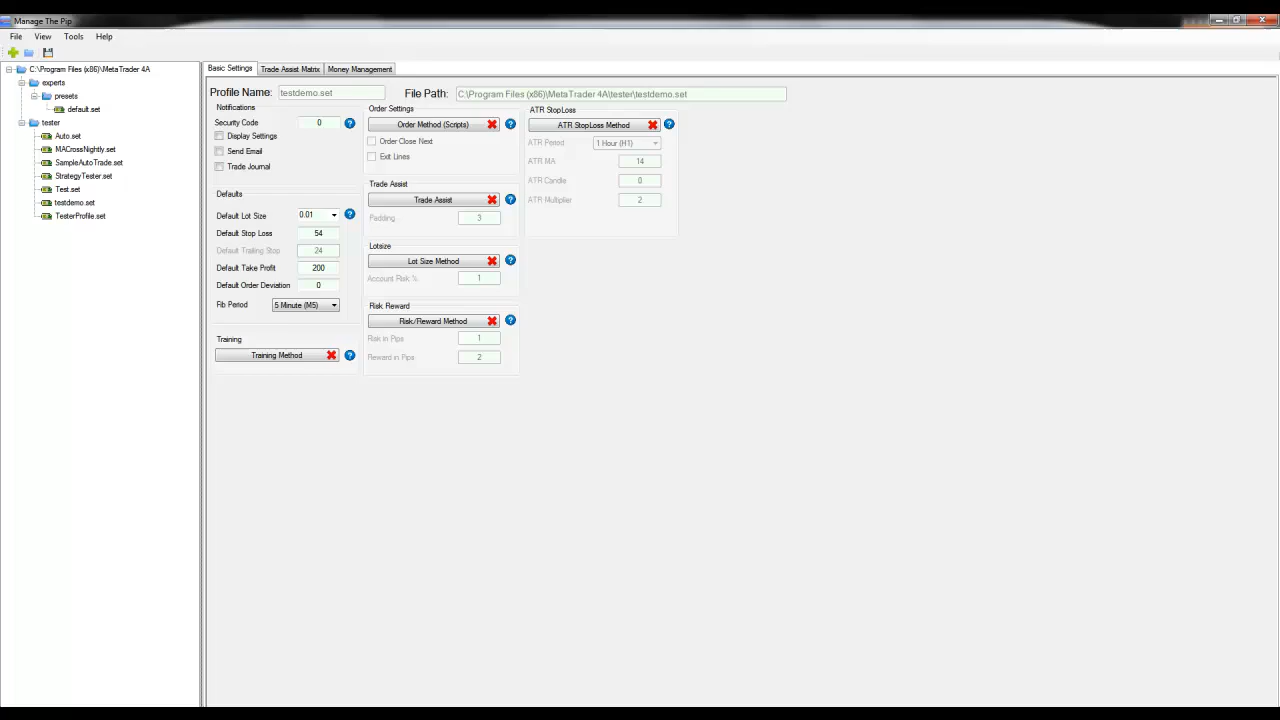 Manage The Pip
File View Tools Help
C:\Program Files (x86)\MetaTrader 4A
experts
presets
default.set
tester
Auto.set
MACrossNightly.set
SampleAutoTrade.set
StrategyTester.set
Test.set
testdemo.set
TesterProfile.set
Basic Settings Trade Assist Matrix Money Management
Profile Name: testdemo.set File Path: C:\Program Files (x86)\MetaTrader 4A\tester\testdemo.set
Notifications
Security Code 0 ?
Display Settings
Send Email
Trade Journal
Defaults
Default Lot Size 0.01 ?
Default Stop Loss 54
Default Trailing Stop 24
Default Take Profit 200
Default Order Deviation 0
Fib Period 5 Minute (M5)
Training
Training Method ?
Order Settings
Order Method (Scripts) ?
Order Close Next
Exit Lines
Trade Assist
Trade Assist ?
Padding 3
Lotsize
Lot Size Method ?
Account Risk % 1
Risk Reward
Risk/Reward Method ?
Risk in Pips 1
Reward in Pips 2
ATR StopLoss
ATR StopLoss Method ?
ATR Period 1 Hour (H1)
ATR MA 14
ATR Candle 0
ATR Multiplier 2